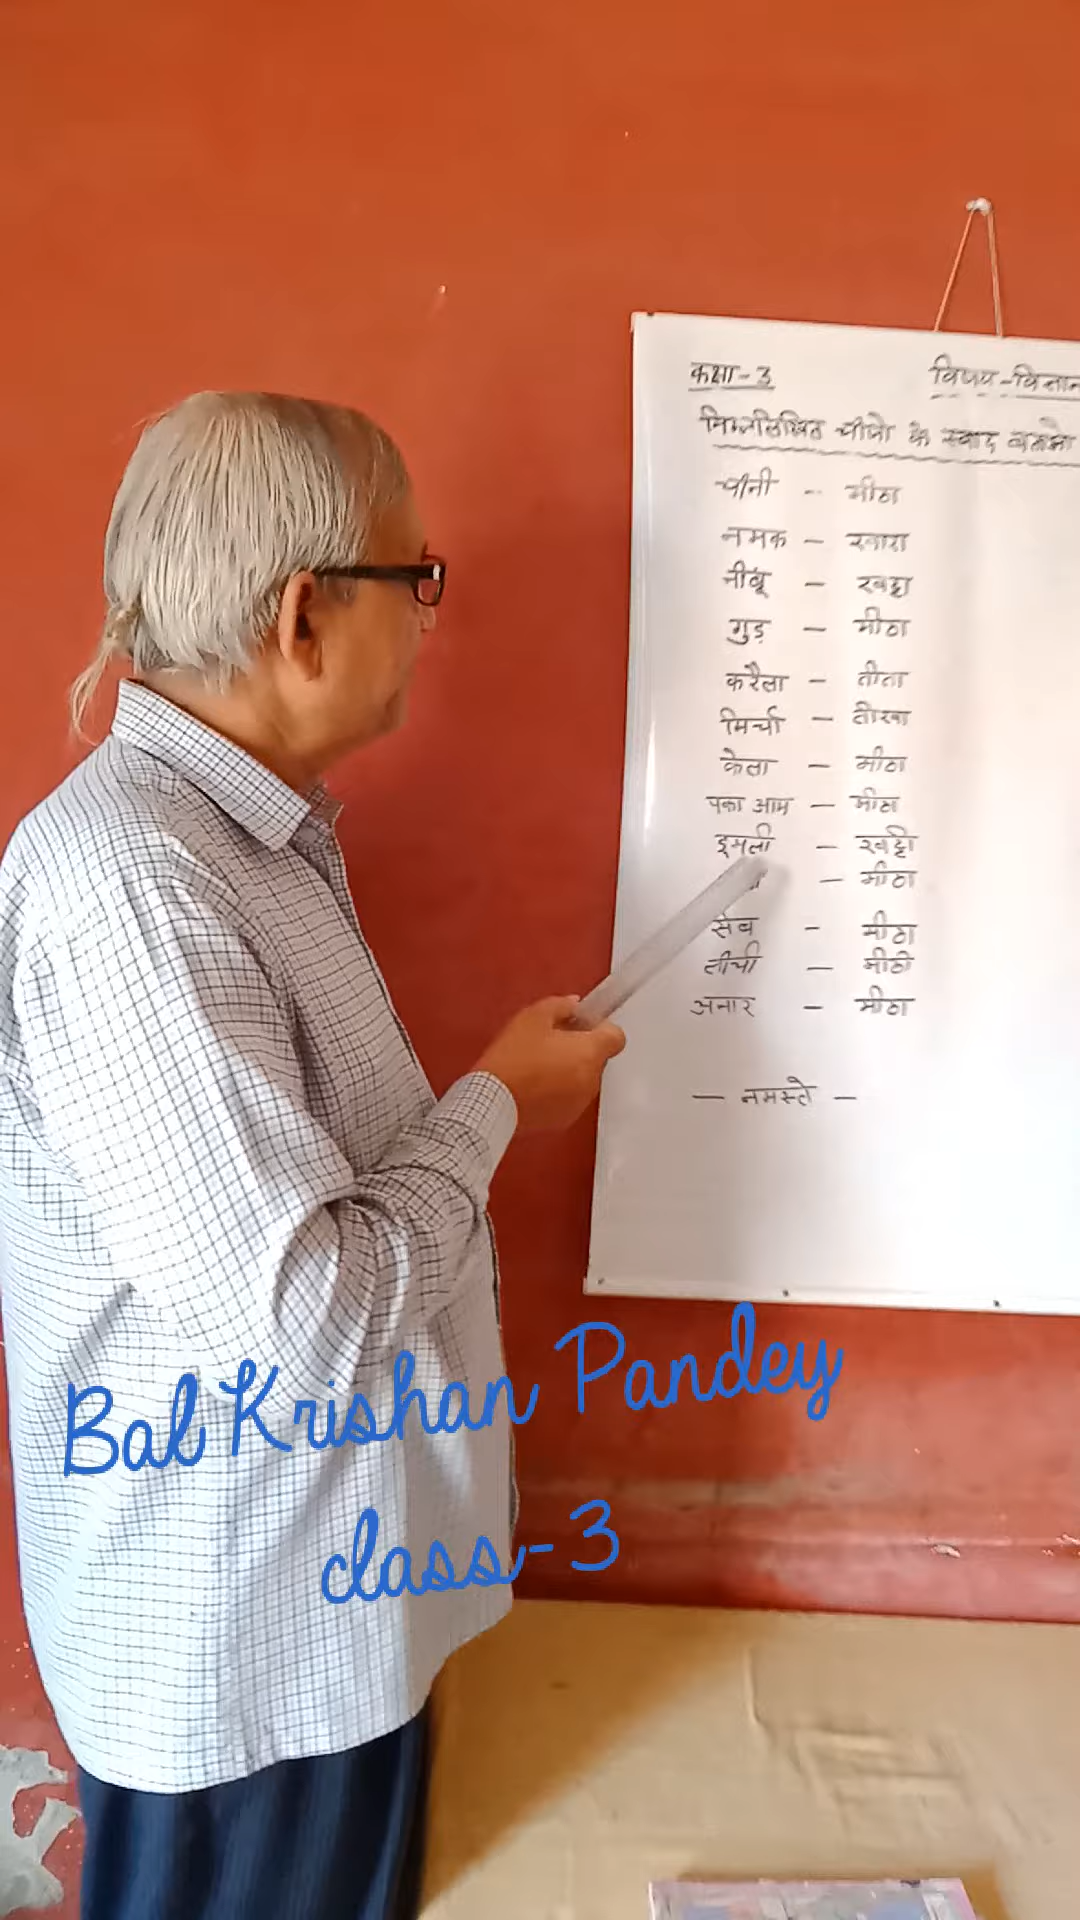 कक्षा-3 विषय-विज्ञान
निम्नलिखित चीजो के स्वाद बताओ
चीनी - मीठा
नमक - खारा
नींबू - खट्टा
गुड़ - मीठा
करैला - तीता
मिर्चा - तीखा
केला - मीठा
पका आम - मीठा
इमली - खट्टी
- मीठा
सेब - मीठा
लीची - मीठी
अनार - मीठा
- नमस्ते -
Bal Krishan Pandey
class-3